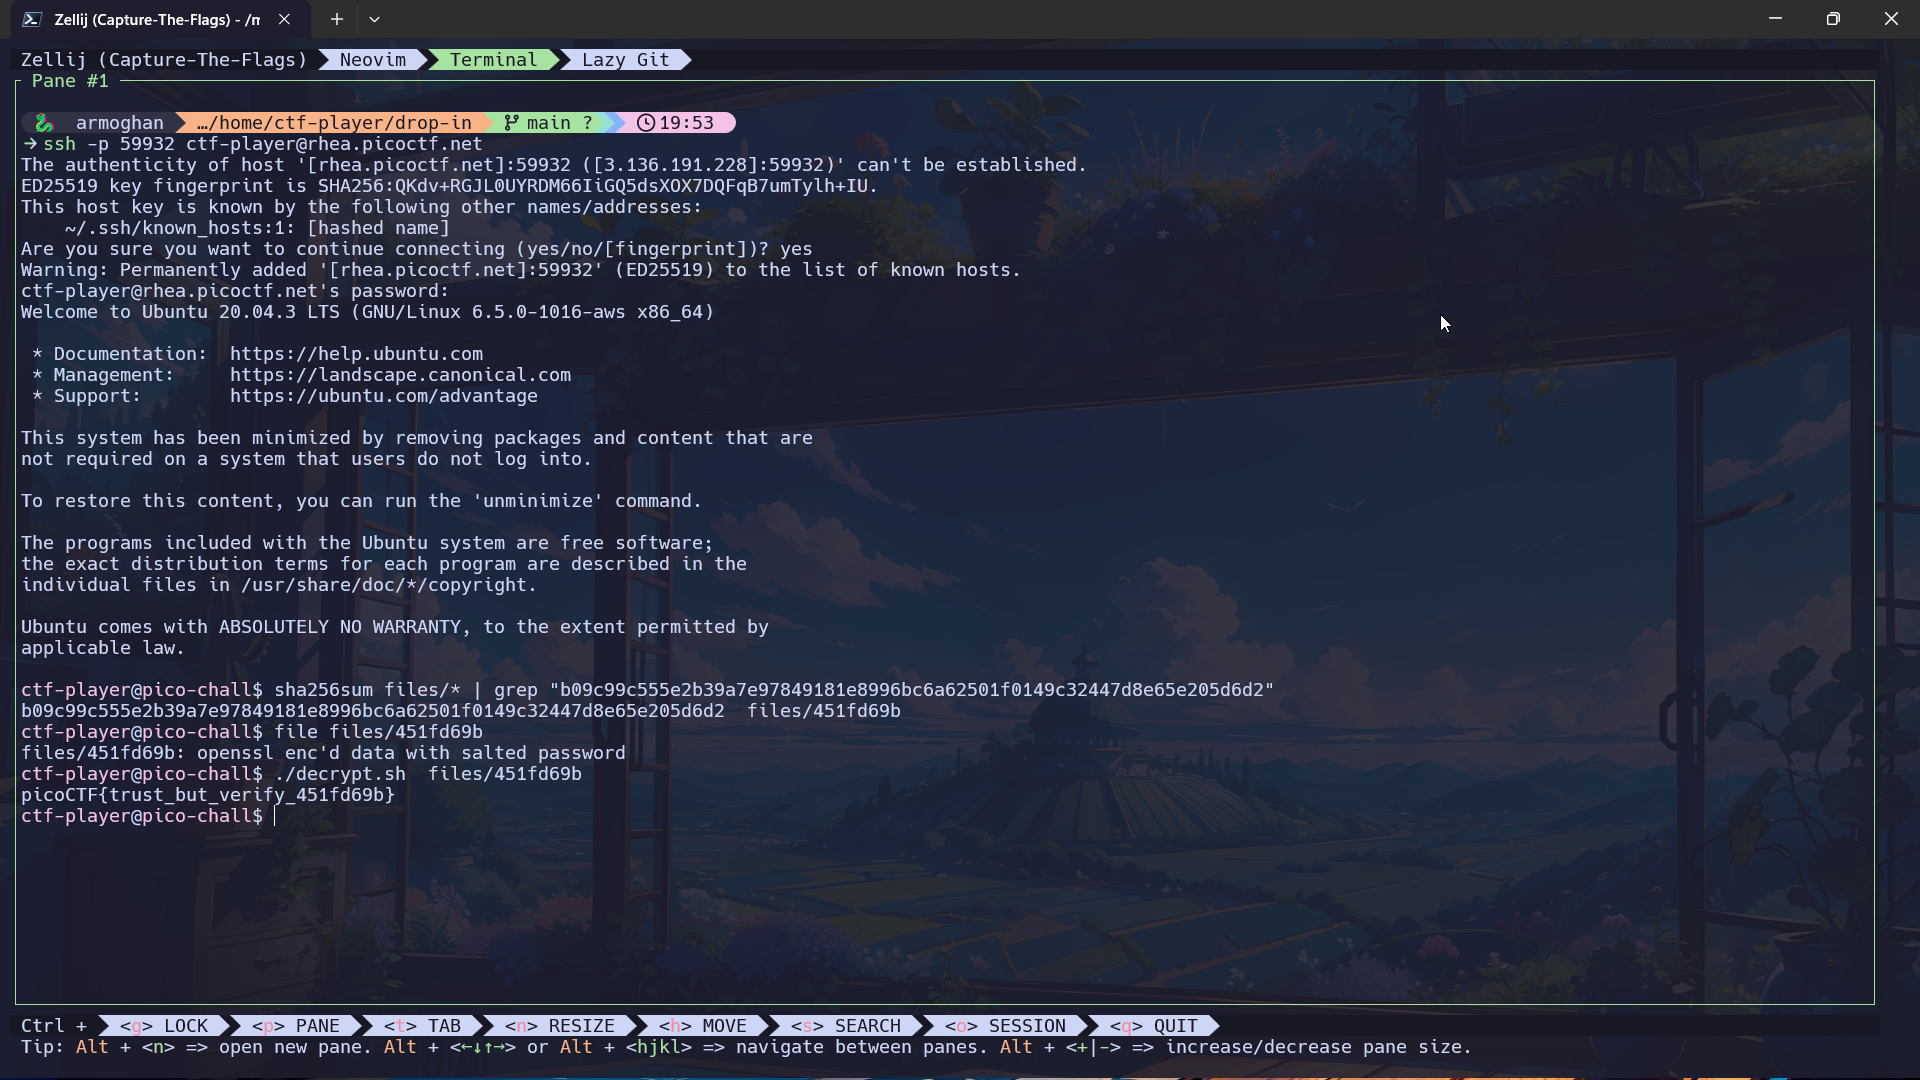 Zellij (Capture-The-Flags) - /m
Zellij (Capture-The-Flags) Neovim Terminal Lazy Git
Pane #1
armoghan …/home/ctf-player/drop-in main ? 19:53
→ ssh -p 59932 ctf-player@rhea.picoctf.net
The authenticity of host '[rhea.picoctf.net]:59932 ([3.136.191.228]:59932)' can't be established.
ED25519 key fingerprint is SHA256:QKdv+RGJL0UYRDM66IiGQ5dsXOX7DQFqB7umTylh+IU.
This host key is known by the following other names/addresses:
    ~/.ssh/known_hosts:1: [hashed name]
Are you sure you want to continue connecting (yes/no/[fingerprint])? yes
Warning: Permanently added '[rhea.picoctf.net]:59932' (ED25519) to the list of known hosts.
ctf-player@rhea.picoctf.net's password:
Welcome to Ubuntu 20.04.3 LTS (GNU/Linux 6.5.0-1016-aws x86_64)
 * Documentation:  https://help.ubuntu.com
 * Management:     https://landscape.canonical.com
 * Support:        https://ubuntu.com/advantage
This system has been minimized by removing packages and content that are
not required on a system that users do not log into.
To restore this content, you can run the 'unminimize' command.
The programs included with the Ubuntu system are free software;
the exact distribution terms for each program are described in the
individual files in /usr/share/doc/*/copyright.
Ubuntu comes with ABSOLUTELY NO WARRANTY, to the extent permitted by
applicable law.
ctf-player@pico-chall$ sha256sum files/* | grep "b09c99c555e2b39a7e97849181e8996bc6a62501f0149c32447d8e65e205d6d2"
b09c99c555e2b39a7e97849181e8996bc6a62501f0149c32447d8e65e205d6d2  files/451fd69b
ctf-player@pico-chall$ file files/451fd69b
files/451fd69b: openssl enc'd data with salted password
ctf-player@pico-chall$ ./decrypt.sh  files/451fd69b
picoCTF{trust_but_verify_451fd69b}
ctf-player@pico-chall$
Ctrl + <g> LOCK <p> PANE <t> TAB <n> RESIZE <h> MOVE <s> SEARCH <o> SESSION <q> QUIT
Tip: Alt + <n> => open new pane. Alt + <←↓↑→> or Alt + <hjkl> => navigate between panes. Alt + <+|-> => increase/decrease pane size.